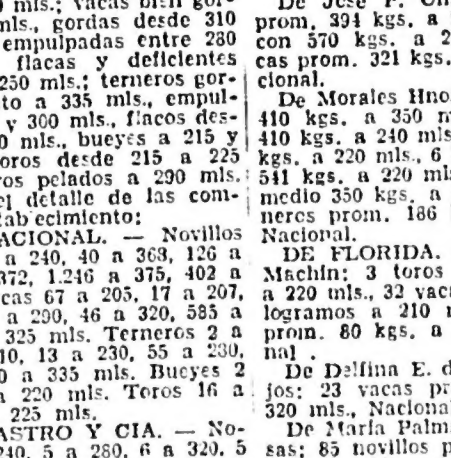 mls.; vacas bien gor-
mls., gordas desde 310
empulpadas entre 280
flacas y deficientes
250 mls.; terneros gor-
to a 335 mls., empul-
y 300 mls., flacos des-
0 mls., bueyes a 215 y
oros desde 215 a 225
ros pelados a 290 mls.
el detalle de las com-
tab ecimiento:
ACIONAL. — Novillos
a 240, 40 a 368, 126 a
372, 1.246 a 375, 402 a
cas 67 a 205, 17 a 207,
a 290, 46 a 320, 585 a
325 mls. Terneros 2 a
10, 13 a 230, 55 a 230,
0 a 335 mls. Bueyes 2
a 220 mls. Toros 16 a
225 mls.
ASTRO Y CIA. — No-
240, 5 a 280, 6 a 320, 5
De José F.
prom. 394 kgs. a
con 570 kgs. a 2
cas prom. 321 kgs.
cional.
De Morales Hno.
410 kgs. a 350 m
410 kgs. a 240 mls
kgs. a 220 mls., 6
541 kgs. a 220 mls
medio 350 kgs. a
neros prom. 186
Nacional.
DE FLORIDA.
Machin: 3 toros
a 220 mls., 32 vac
logramos a 210 m
prom. 80 kgs. a
nal .
De Delfina E. d
jos: 23 vacas pr
320 mls., Nacional
De María Palm
sas: 85 novillos p